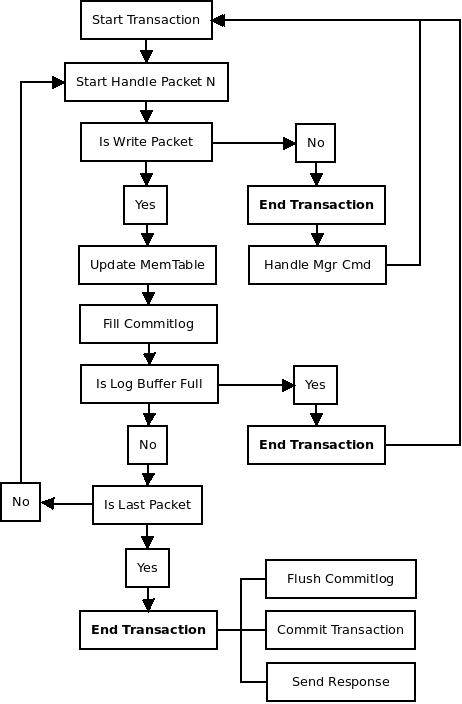 Start Transaction
Start Handle Packet N
Is Write Packet
No
Yes
End Transaction
Update MemTable
Handle Mgr Cmd
Fill Commitlog
Is Log Buffer Full
Yes
No
End Transaction
No
Is Last Packet
Yes
Flush Commitlog
End Transaction
Commit Transaction
Send Response